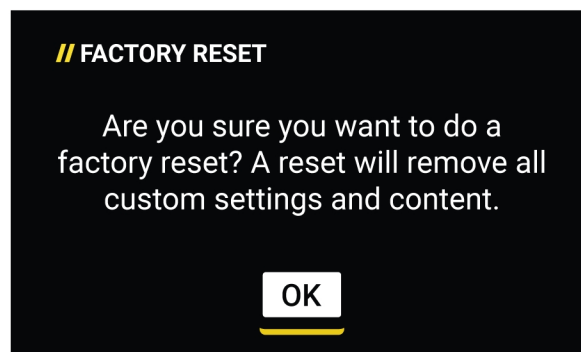 // FACTORY RESET
Are you sure you want to do a
factory reset? A reset will remove all
custom settings and content.
OK